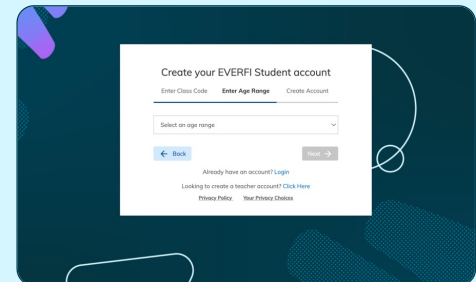 Create your EVERFI Student account
Enter Class Code Enter Age Range Create Account
Select an age range
← Back Next →
Already have an account? Login
Looking to create a teacher account? Click Here
Privacy Policy Your Privacy Choices